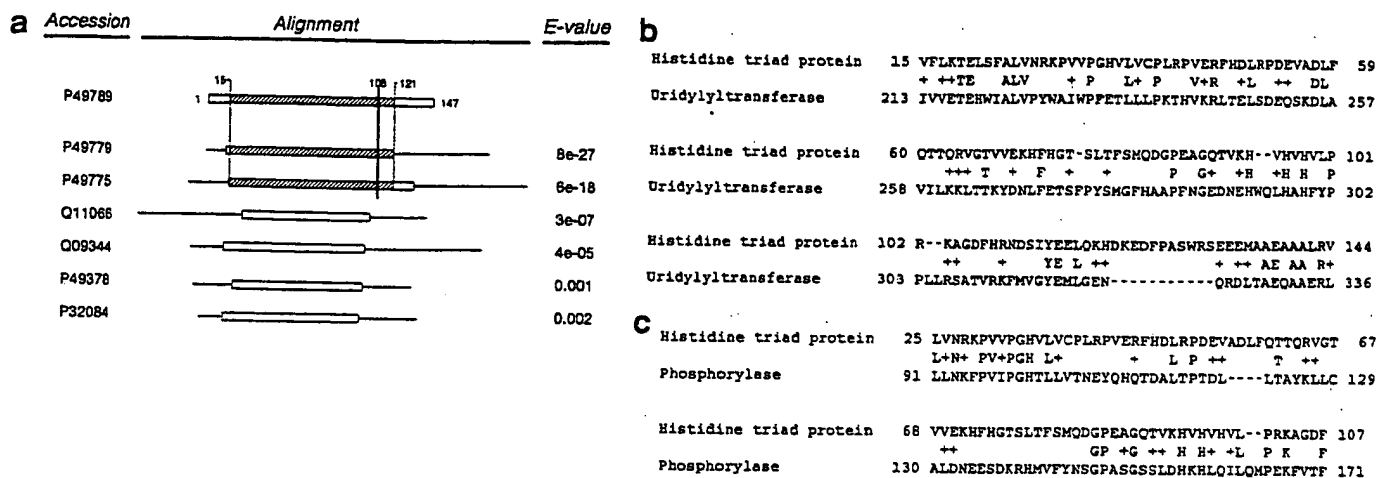 a
Accession Alignment E-value
15 108 121
P49789 1 147
P49779 8e-27
P49775 6e-18
Q11066 3e-07
Q09344 4e-05
P49378 0.001
P32084 0.002
b
Histidine triad protein 15 VFLKTELSFALVNRKPVVPGHVLVCPLRPVERFHDLRPDEVADLF 59
+ ++TE ALV + P L+ P V+R +L ++ DL
Uridylyltransferase 213 IVVETEHWIALVPYWAIWPFETLLLPKTHVKRLTELSDEQSKDLA 257
Histidine triad protein 60 QTTQRVGTVVEKHFHGT-SLTFSMQDGPEAGQTVKH--VHVHVLP 101
+++ T + F + + P G+ +H +H H P
Uridylyltransferase 258 VILKKLTTKYDNLFETSFPYSMGFHAAPFNGEDNEHWQLHAHFYP 302
Histidine triad protein 102 R--KAGDFHRNDSIYEELQKHDKEDFPASWRSEEEMAAEAAALRV 144
++ + YE L ++ + ++ AE AA R+
Uridylyltransferase 303 PLLRSATVRKFMVGYEMLGEN-----------QRDLTAEQAAERL 336
c
Histidine triad protein 25 LVNRKPVVPGHVLVCPLRPVERFHDLRPDEVADLFQTTQRVGT 67
L+N+ PV+PGH L+ + L P ++ T ++
Phosphorylase 91 LLNKFPVIPGHTLLVTNEYQHQTDALTPTDL----LTAYKLLC 129
Histidine triad protein 68 VVEKHFHGTSLTFSMQDGPEAGQTVKHVHVHVL--PRKAGDF 107
++ GP +G ++ H H+ +L P K F
Phosphorylase 130 ALDNEESDKRHMVFYNSGPASGSSLDHKHLQILQMPEKFVTF 171